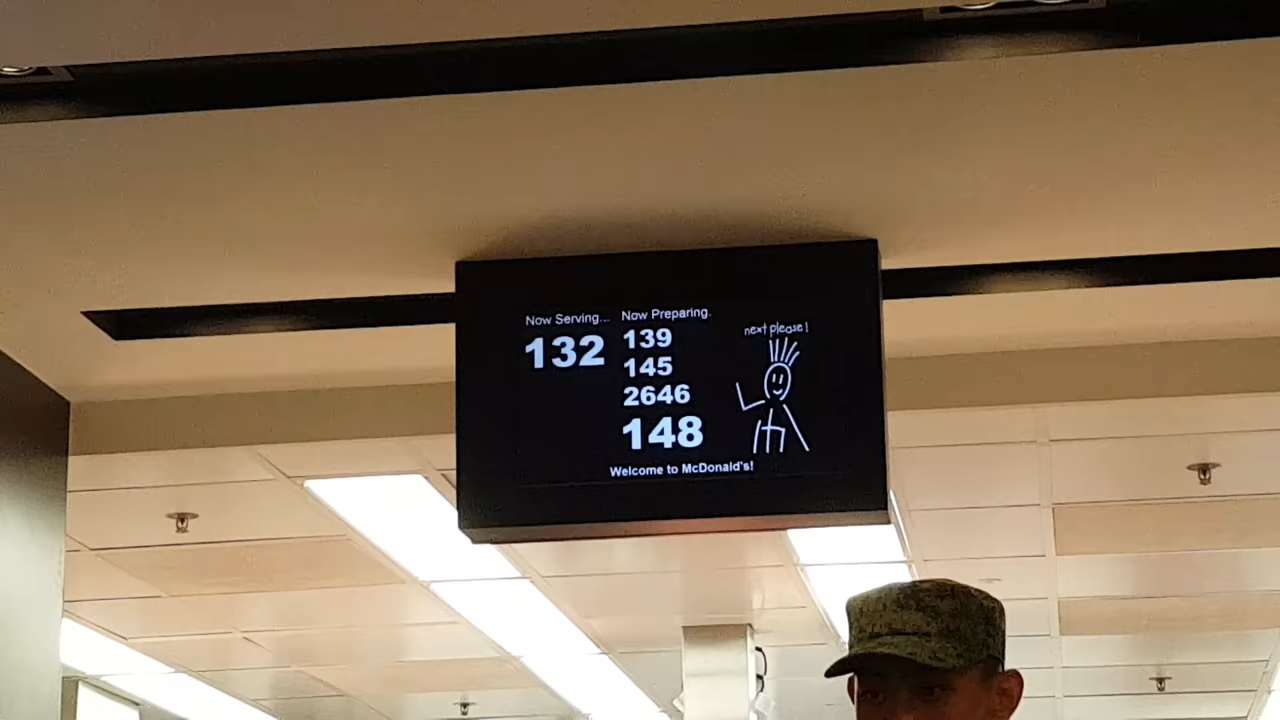 Now Serving...
132
Now Preparing.
139
145
2646
148
next please!
Welcome to McDonald's!